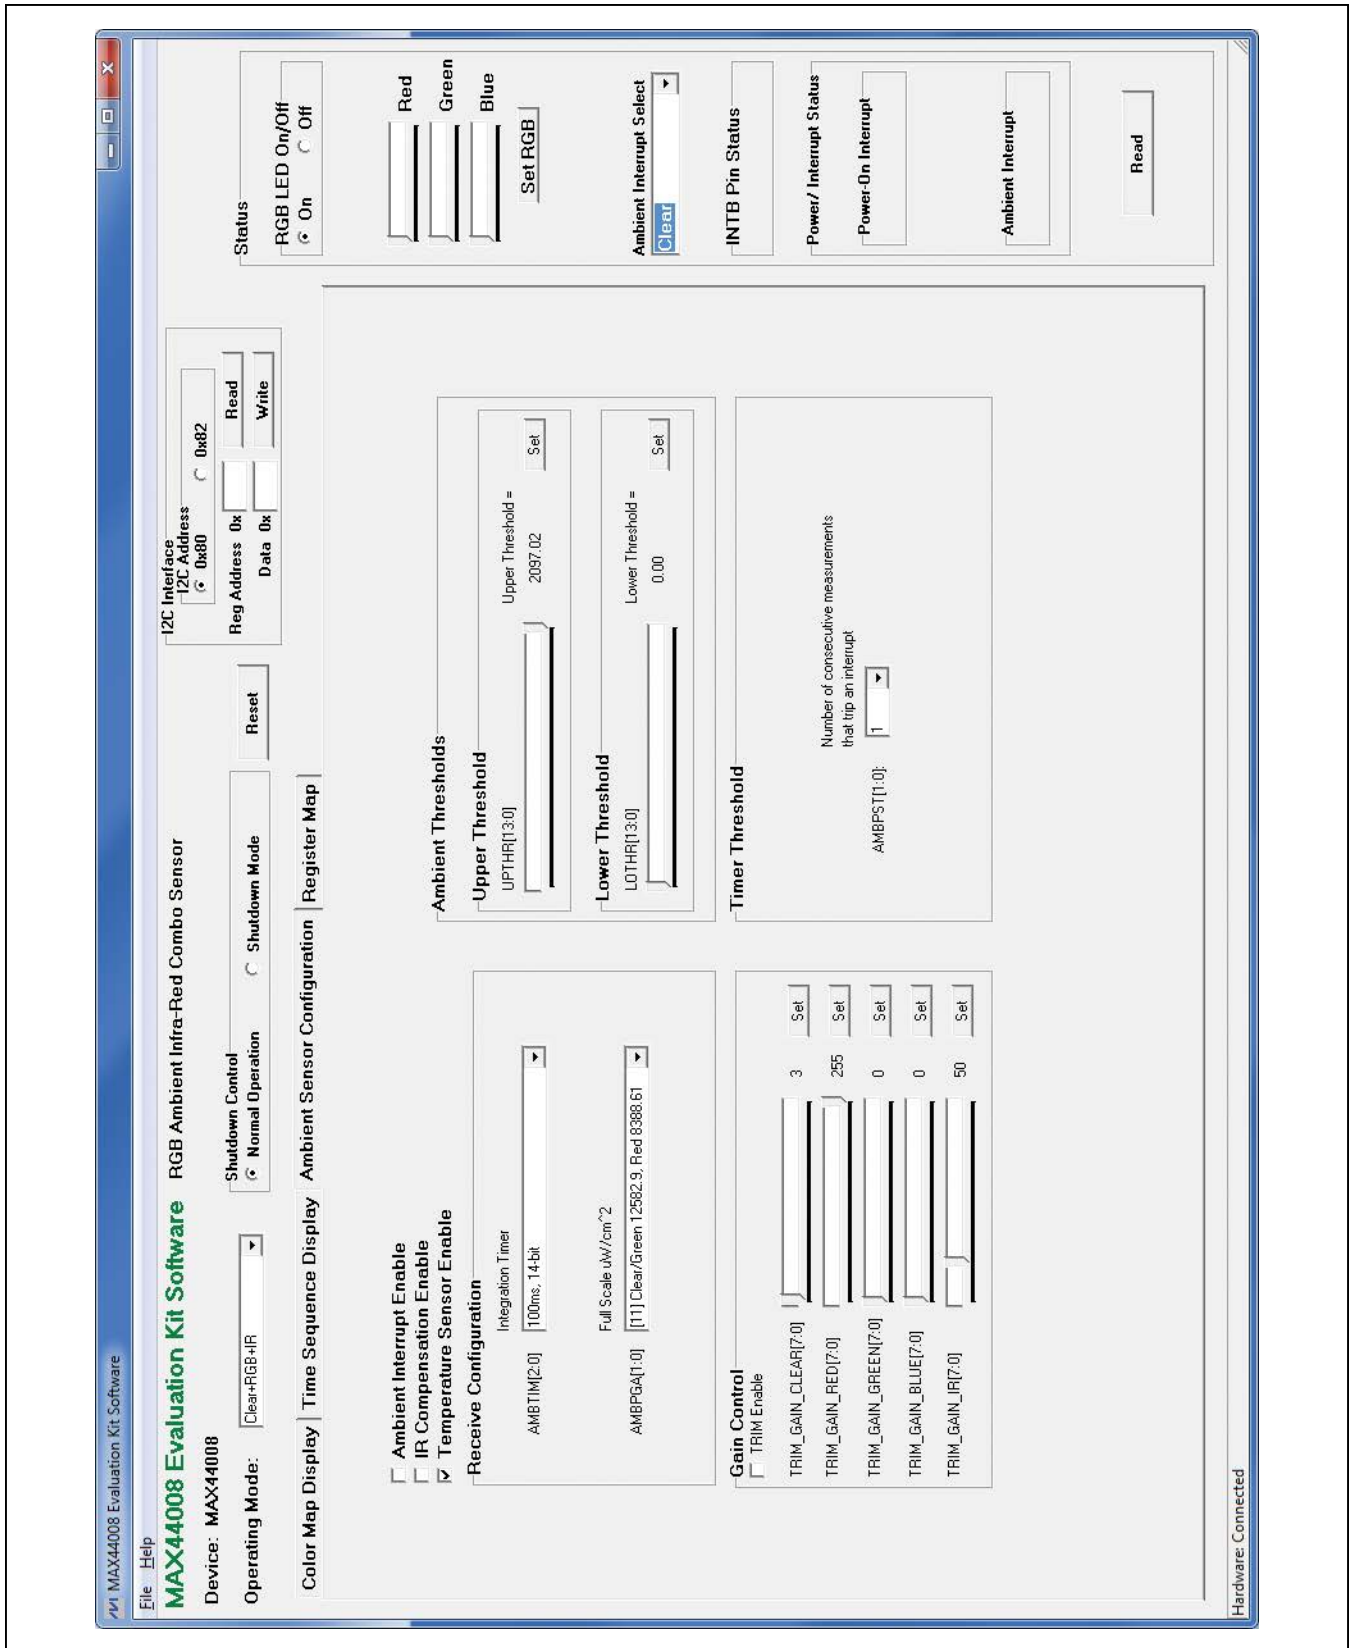 MAX44008 Evaluation Kit Software
File Help
MAX44008 Evaluation Kit Software RGB Ambient Infra-Red Combo Sensor
Device: MAX44008
Operating Mode: Clear+RGB+IR
Shutdown Control
Normal Operation Shutdown Mode
Reset
I2C Interface
I2C Address
0x80 0x82
Reg Address 0x Read
Data 0x Write
Color Map Display Time Sequence Display Ambient Sensor Configuration Register Map
Ambient Interrupt Enable
IR Compensation Enable
Temperature Sensor Enable
Receive Configuration
Integration Timer
AMBTIM[2:0] 100ms, 14-bit
Full Scale uW/cm^2
AMBPGA[1:0] [11] Clear/Green 12582.9, Red 8388.61
Gain Control
TRIM Enable
TRIM_GAIN_CLEAR[7:0] 3 Set
TRIM_GAIN_RED[7:0] 255 Set
TRIM_GAIN_GREEN[7:0] 0 Set
TRIM_GAIN_BLUE[7:0] 0 Set
TRIM_GAIN_IR[7:0] 50 Set
Ambient Thresholds
Upper Threshold
UPTHR[13:0]
Upper Threshold =
2097.02 Set
Lower Threshold
LOTHR[13:0]
Lower Threshold =
0.00 Set
Timer Threshold
Number of consecutive measurements
that trip an interrupt
AMBPST[1:0]: 1
Status
RGB LED On/Off
On Off
Red
Green
Blue
Set RGB
Ambient Interrupt Select
Clear
INTB Pin Status
Power/ Interrupt Status
Power-On Interrupt
Ambient Interrupt
Read
Hardware: Connected